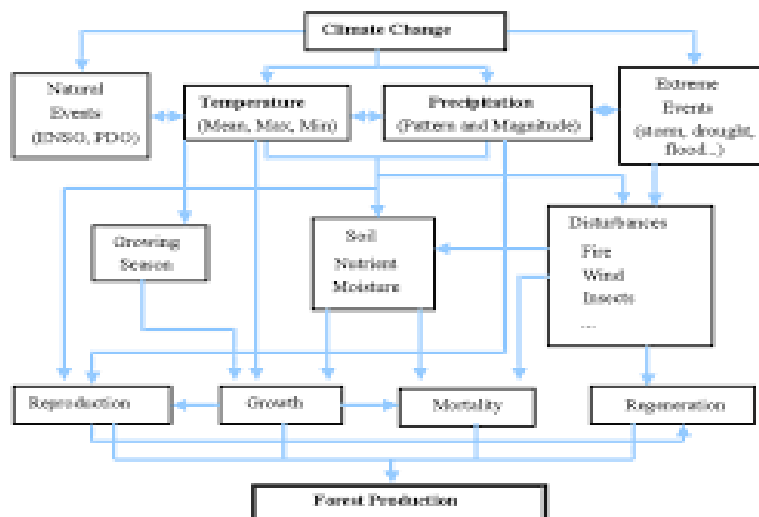 Climate Change
Natural
Events
(ENSO, PDO)
Temperature
(Mean, Max, Min)
Precipitation
(Pattern and Magnitude)
Extreme
Events
(storm, drought,
flood...)
Growing
Season
Soil
Nutrient
Moisture
Disturbances
Fire
Wind
Insects
...
Reproduction
Growth
Mortality
Regeneration
Forest Production